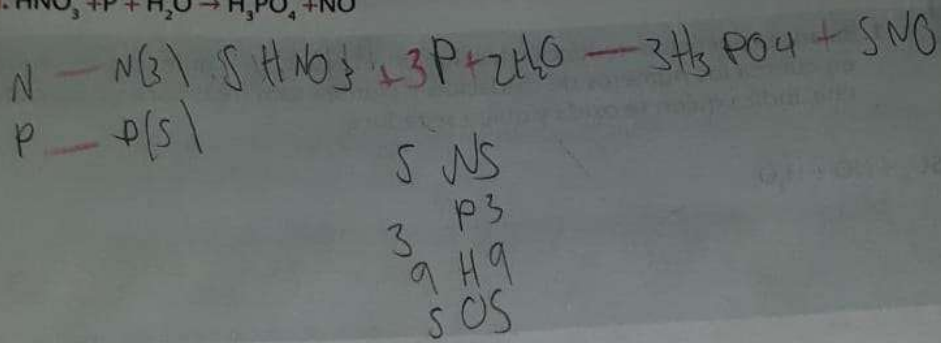 . HNO₃ +P + H₂O → H₃PO₄ +NO
N — N(3) 5 HNO3 +3P+2H₂O — 3H₃ PO4 + 5NO
P — P(5)
5 N5
3 P3
9 H9
5 O5